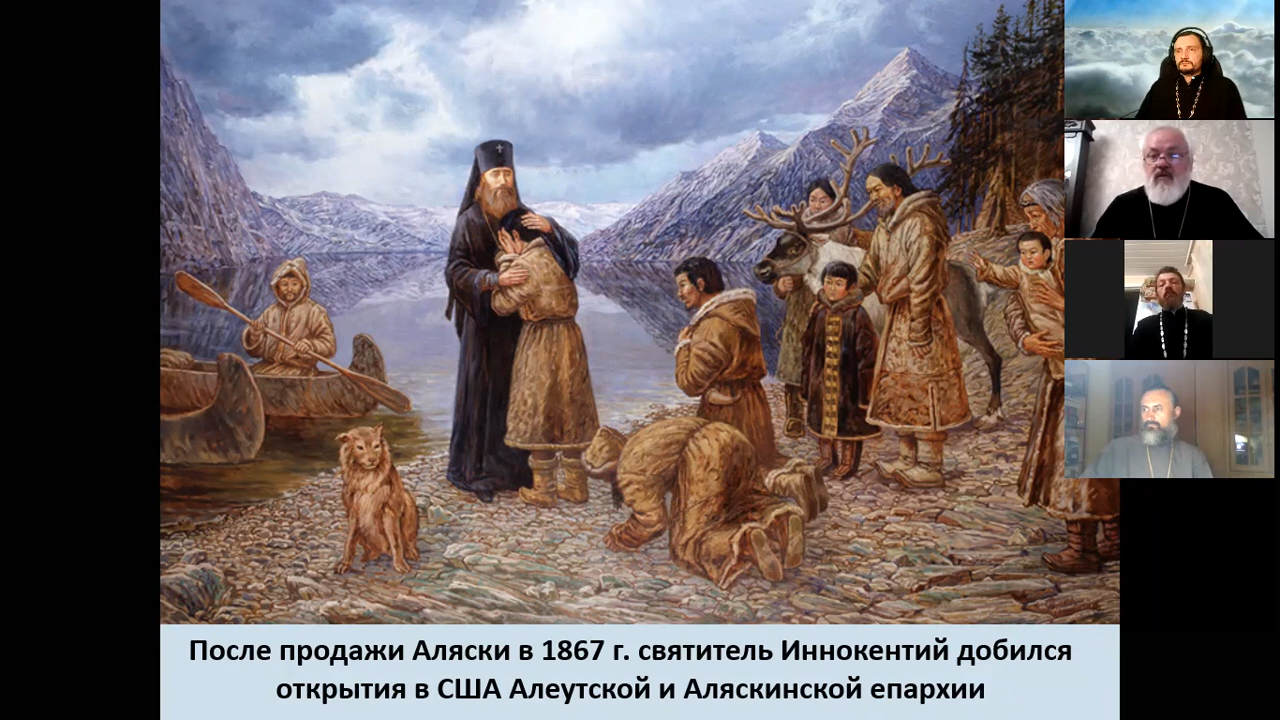 После продажи Аляски в 1867 г. святитель Иннокентий добился
открытия в США Алеутской и Аляскинской епархии